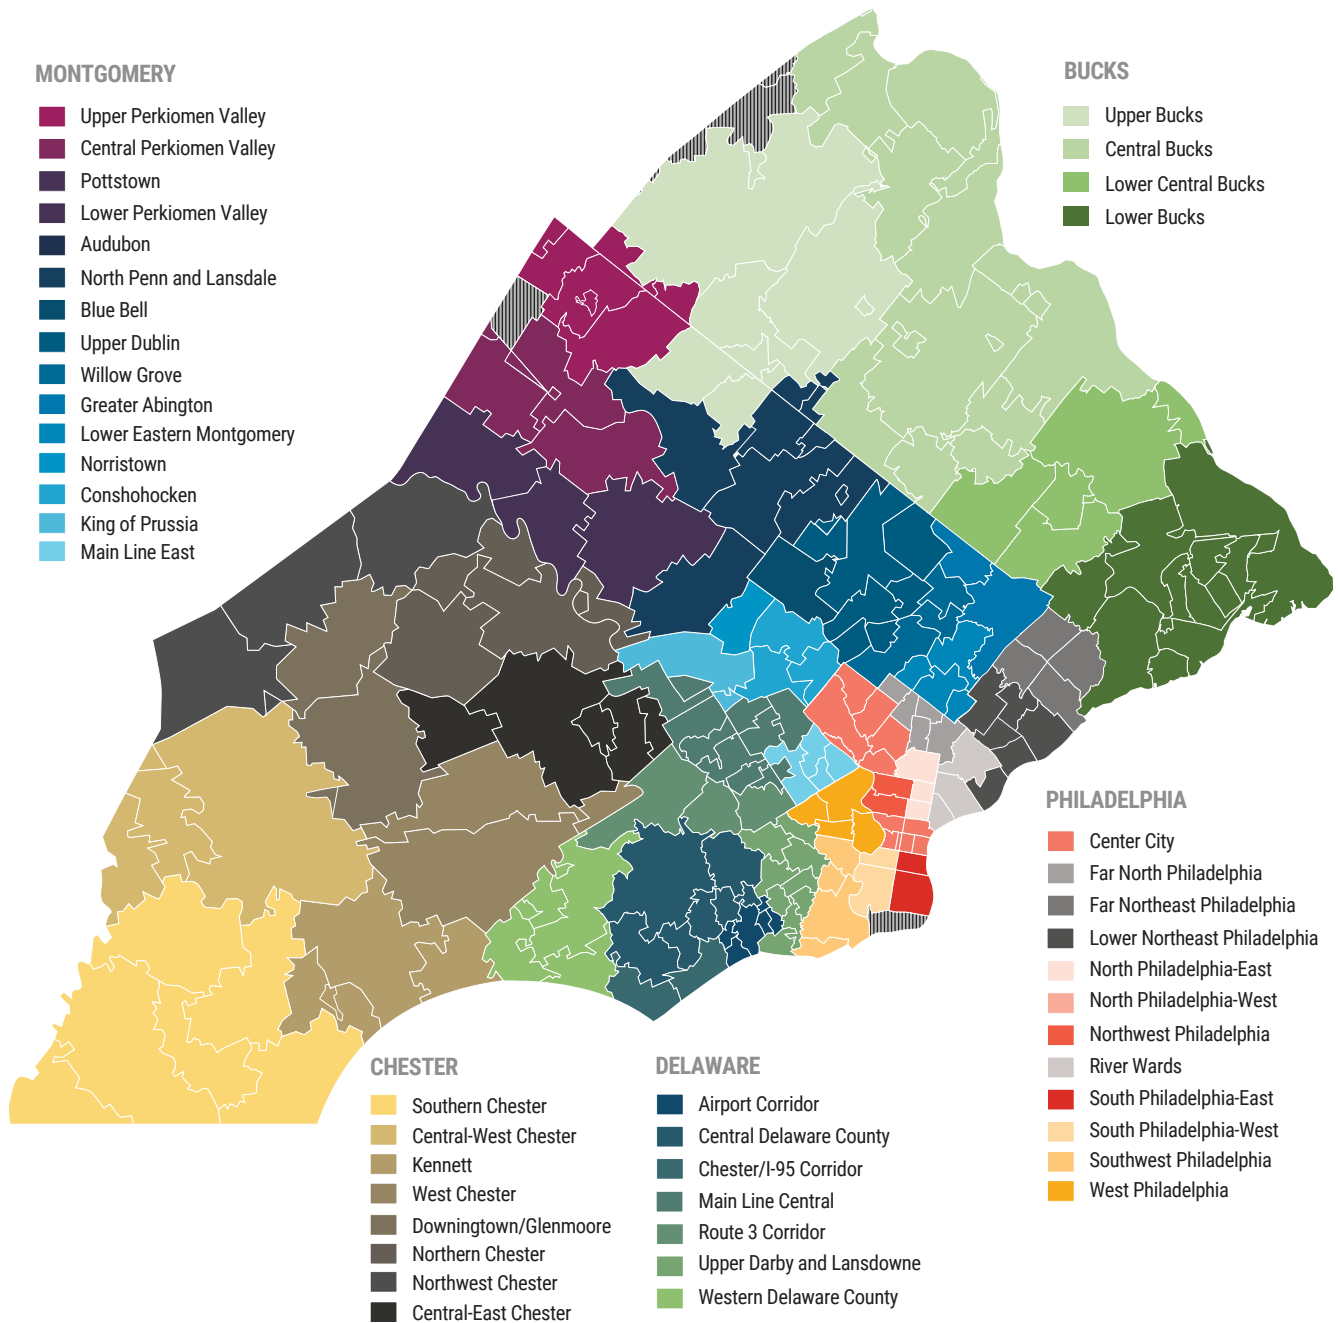 MONTGOMERY
Upper Perkiomen Valley
Central Perkiomen Valley
Pottstown
Lower Perkiomen Valley
Audubon
North Penn and Lansdale
Blue Bell
Upper Dublin
Willow Grove
Greater Abington
Lower Eastern Montgomery
Norristown
Conshohocken
King of Prussia
Main Line East
BUCKS
Upper Bucks
Central Bucks
Lower Central Bucks
Lower Bucks
PHILADELPHIA
Center City
Far North Philadelphia
Far Northeast Philadelphia
Lower Northeast Philadelphia
North Philadelphia-East
North Philadelphia-West
Northwest Philadelphia
River Wards
South Philadelphia-East
South Philadelphia-West
Southwest Philadelphia
West Philadelphia
CHESTER
Southern Chester
Central-West Chester
Kennett
West Chester
Downingtown/Glenmoore
Northern Chester
Northwest Chester
Central-East Chester
DELAWARE
Airport Corridor
Central Delaware County
Chester/I-95 Corridor
Main Line Central
Route 3 Corridor
Upper Darby and Lansdowne
Western Delaware County